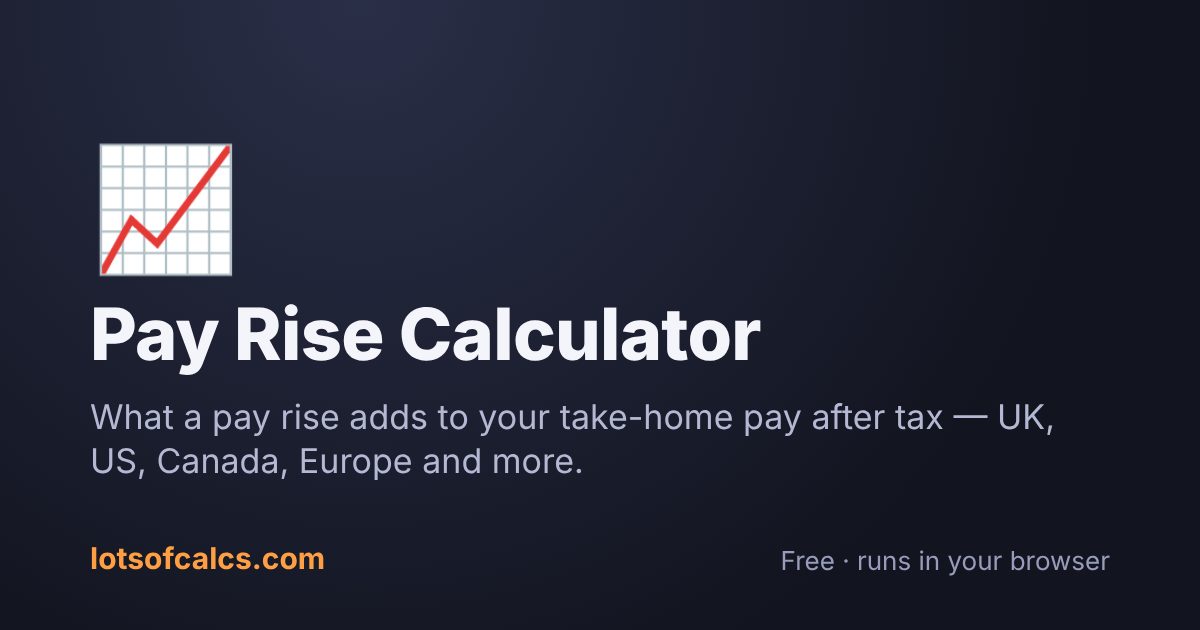 Pay Rise Calculator
What a pay rise adds to your take-home pay after tax — UK,
US, Canada, Europe and more.
lotsofcalcs.com
Free · runs in your browser